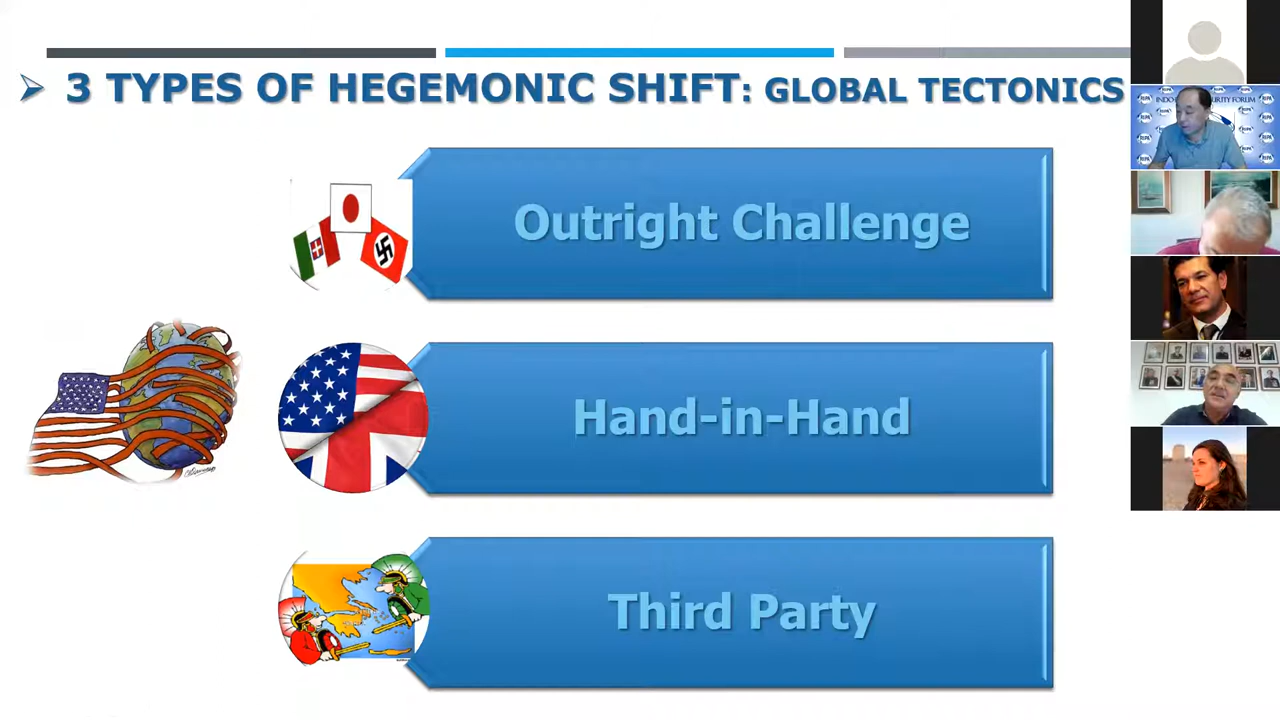 3 TYPES OF HEGEMONIC SHIFT: GLOBAL TECTONICS
Outright Challenge
Hand-in-Hand
Third Party